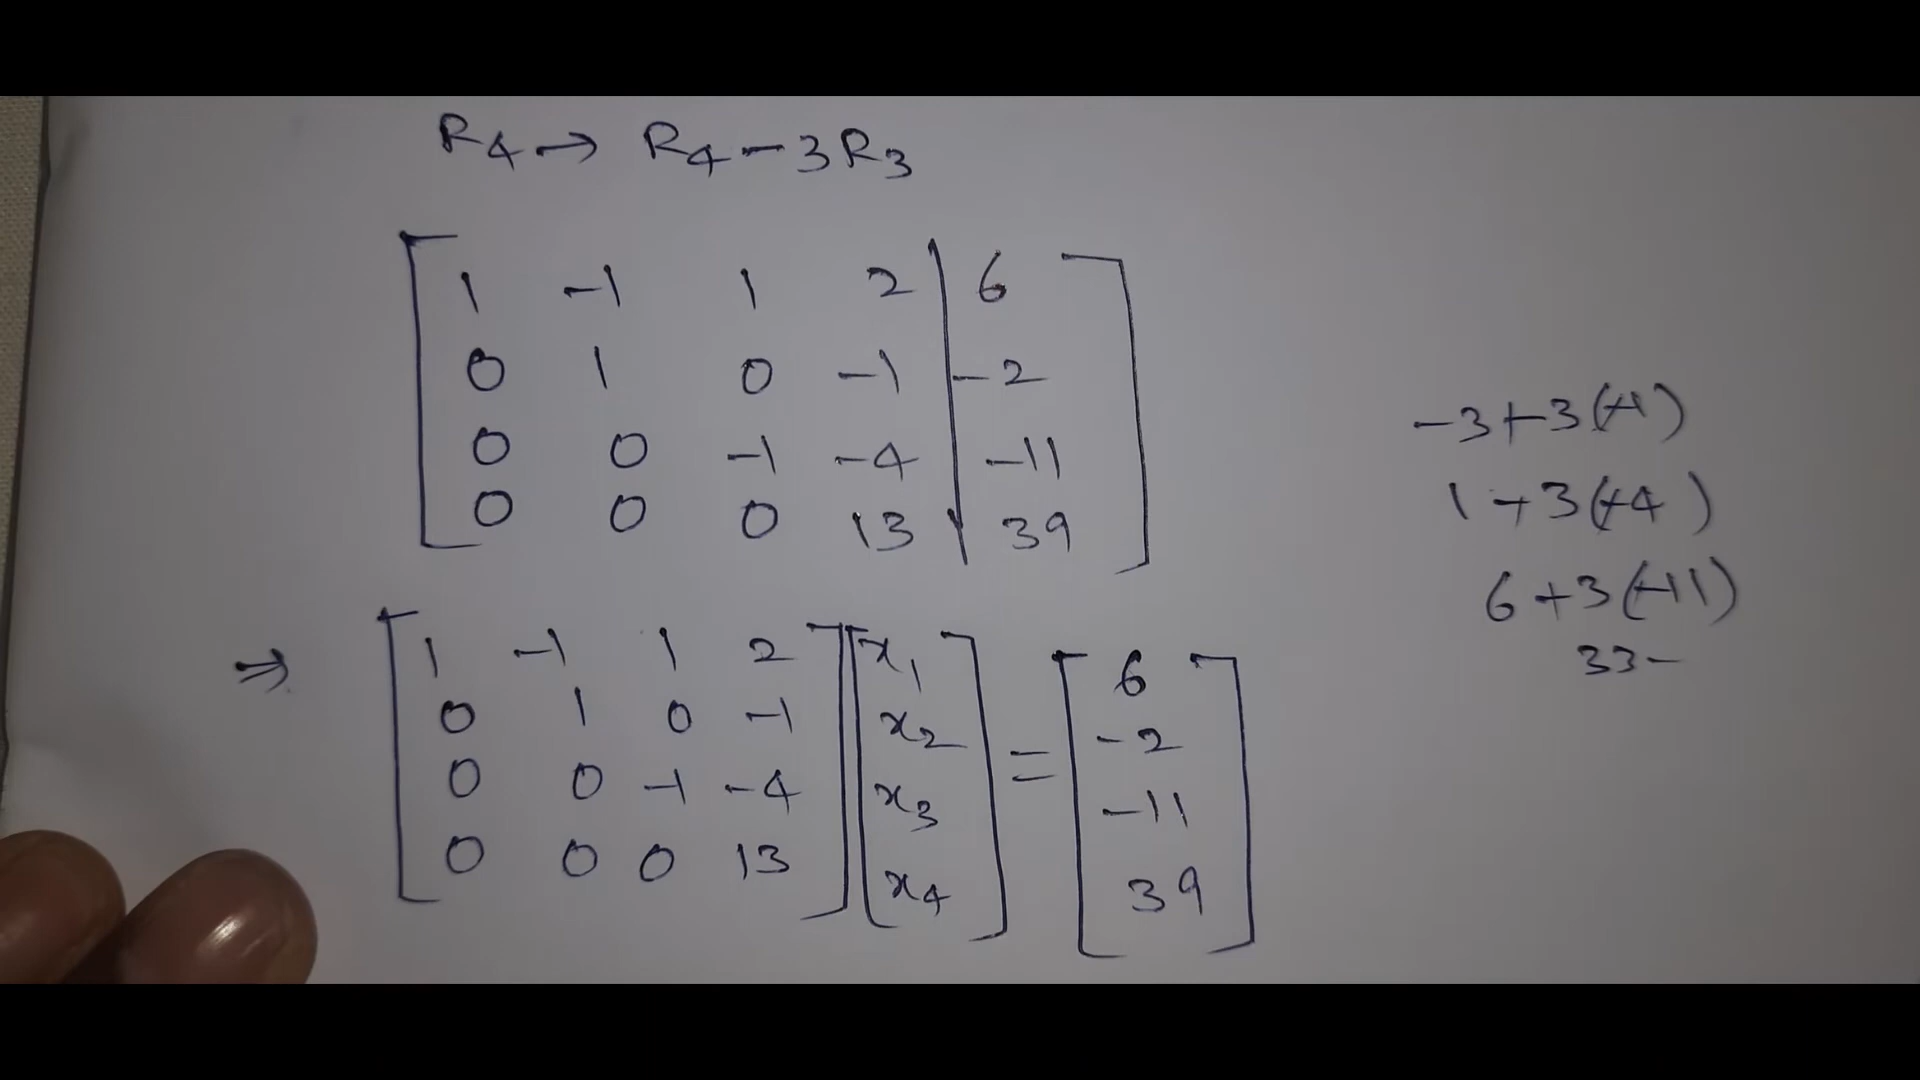 R4 → R4 - 3R3
1 -1 1 2 | 6
0 1 0 -1 | -2
0 0 -1 -4 | -11
0 0 0 13 | 39
-3+3(+1)
1+3(+4)
6+3(+11)
33-
⇒ [1 -1 1 2] [x1] = [6]
[0 1 0 -1] [x2] [-2]
[0 0 -1 -4] [x3] [-11]
[0 0 0 13] [x4] [39]